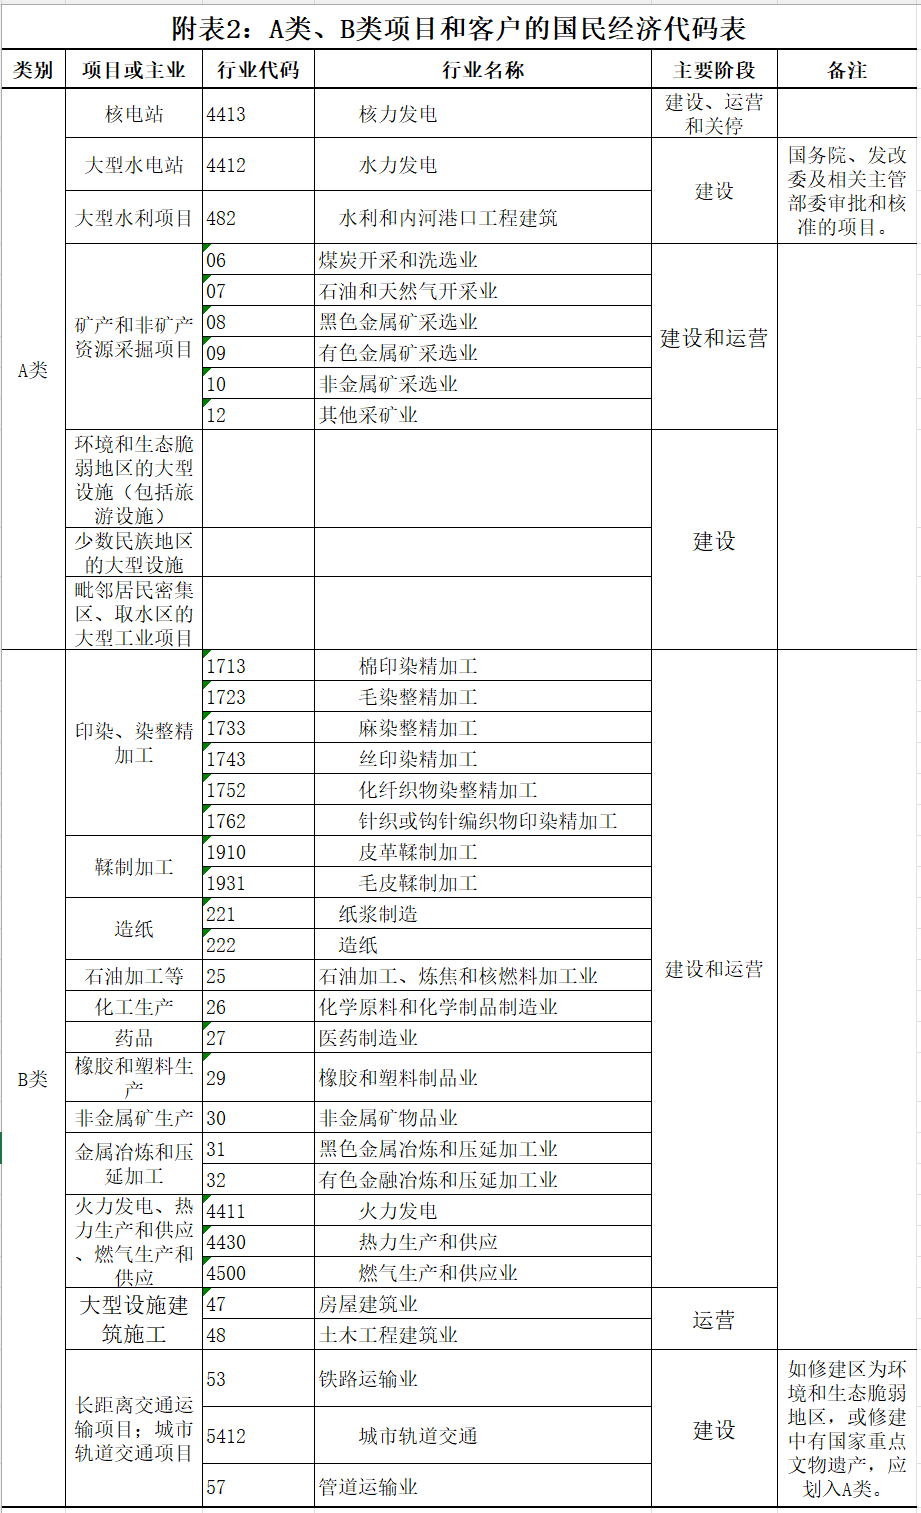 附表2: A类、B类项目和客户的国民经济代码表
类别 项目或主业 行业代码 行业名称 主要阶段 备注
A类
核电站 4413 核力发电
建设、运营
和关停
大型水电站 4412 水力发电
大型水利项目 482 水利和内河港口工程建筑
建设
国务院、发改
委及相关主管
部委审批和核
准的项目。
矿产和非矿产
资源采掘项目
06 煤炭开采和洗选业
07 石油和天然气开采业
08 黑色金属矿采选业
09 有色金属矿采选业
10 非金属矿采选业
12 其他采矿业
建设和运营
环境和生态脆
弱地区的大型
设施（包括旅
游设施）
少数民族地区
的大型设施
毗邻居民密集
区、取水区的
大型工业项目
建设
B类
印染、染整精
加工
1713 棉印染精加工
1723 毛染整精加工
1733 麻染整精加工
1743 丝印染精加工
1752 化纤织物染整精加工
1762 针织或钩针编织物印染精加工
鞣制加工
1910 皮革鞣制加工
1931 毛皮鞣制加工
造纸
221 纸浆制造
222 造纸
石油加工等 25 石油加工、炼焦和核燃料加工业
建设和运营
化工生产 26 化学原料和化学制品制造业
药品 27 医药制造业
橡胶和塑料生
产
29 橡胶和塑料制品业
非金属矿生产 30 非金属矿物品业
金属冶炼和压
延加工
31 黑色金属冶炼和压延加工业
32 有色金融冶炼和压延加工业
火力发电、热
力生产和供应
、燃气生产和
供应
4411 火力发电
4430 热力生产和供应
4500 燃气生产和供应业
大型设施建
筑施工
47 房屋建筑业
48 土木工程建筑业
运营
长距离交通运
输项目；城市
轨道交通项目
53 铁路运输业
5412 城市轨道交通
57 管道运输业
建设
如修建区为环
境和生态脆弱
地区，或修建
中有国家重点
文物遗产，应
划入A类。